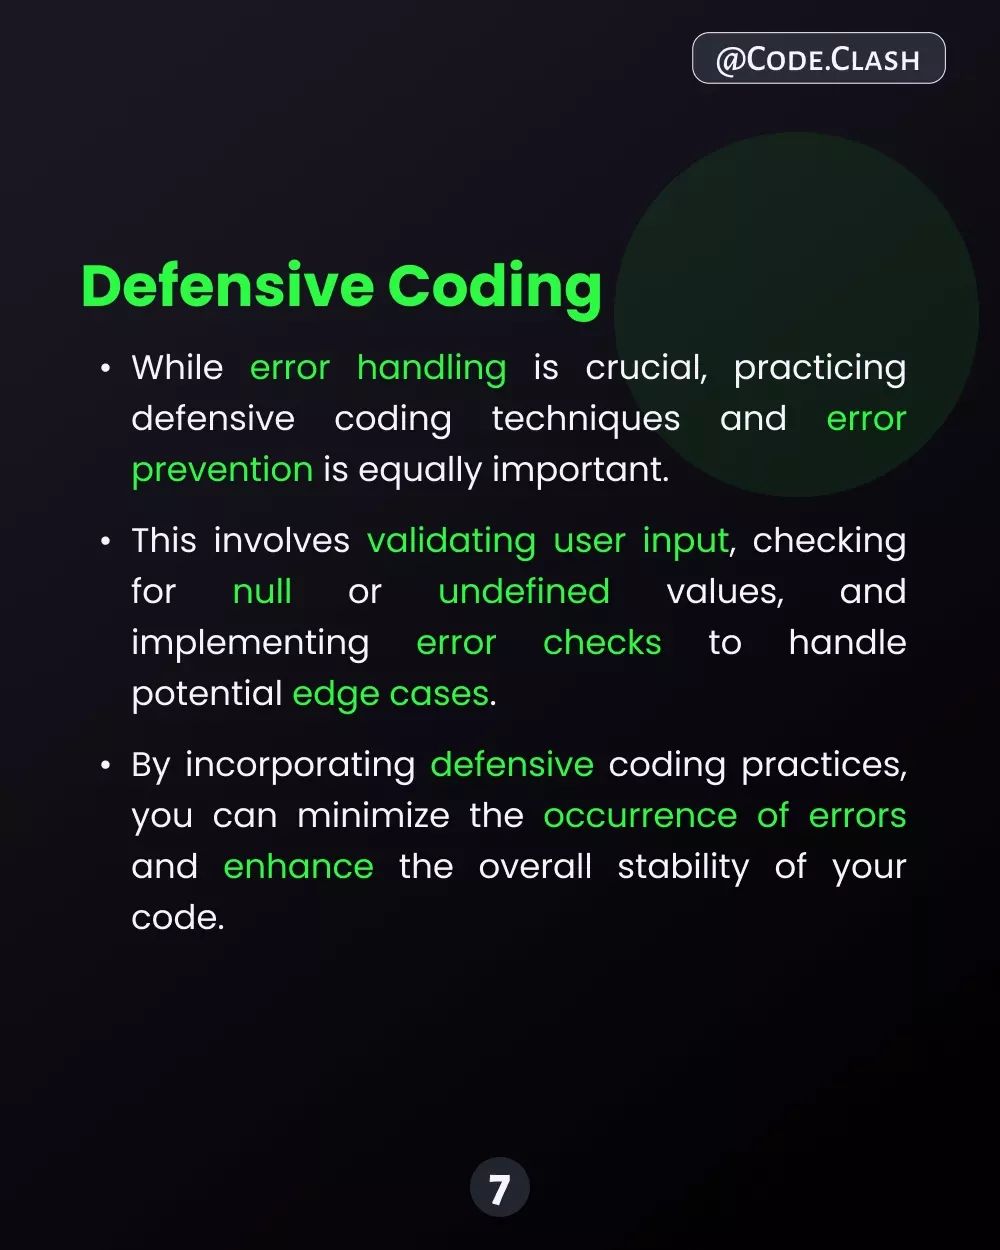 @Code.Clash
Defensive Coding
• While error handling is crucial, practicing
defensive coding techniques and error
prevention is equally important.
• This involves validating user input, checking
for null or undefined values, and
implementing error checks to handle
potential edge cases.
• By incorporating defensive coding practices,
you can minimize the occurrence of errors
and enhance the overall stability of your
code.
7